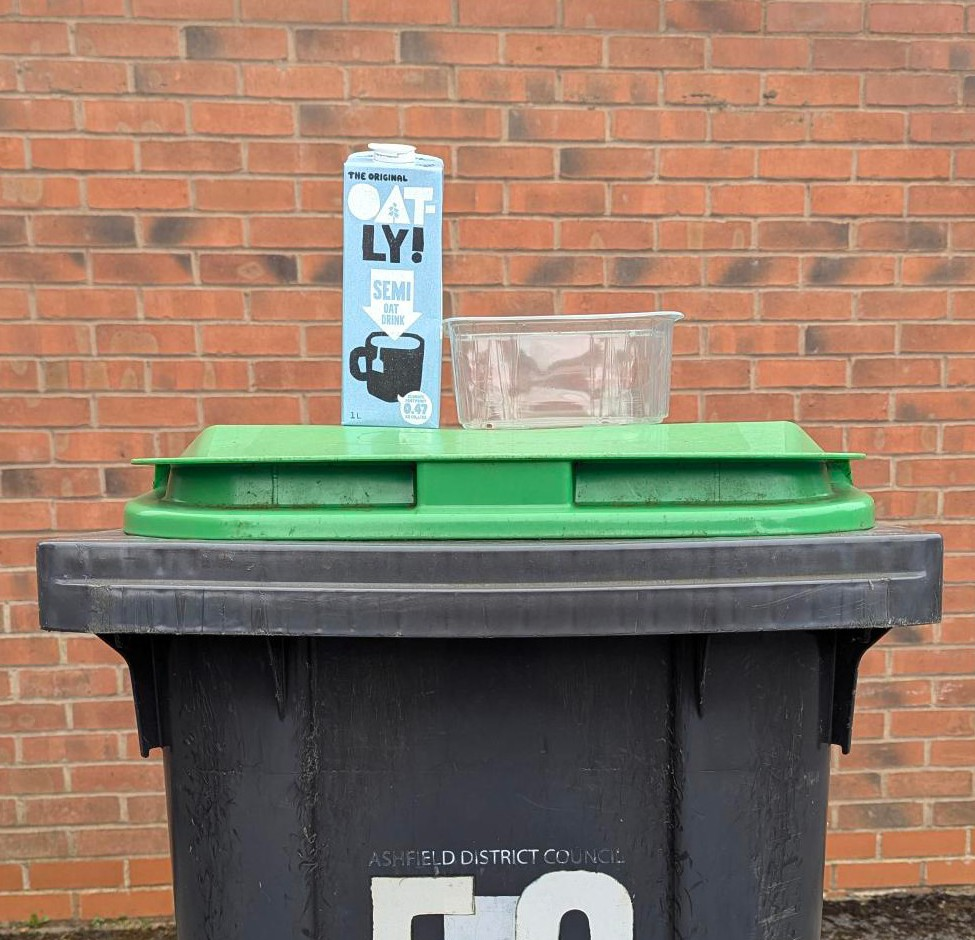 THE ORIGINAL
OAT-
LY!
SEMI
OAT
DRINK
0.47
1L
ASHFIELD DISTRICT COUNCIL